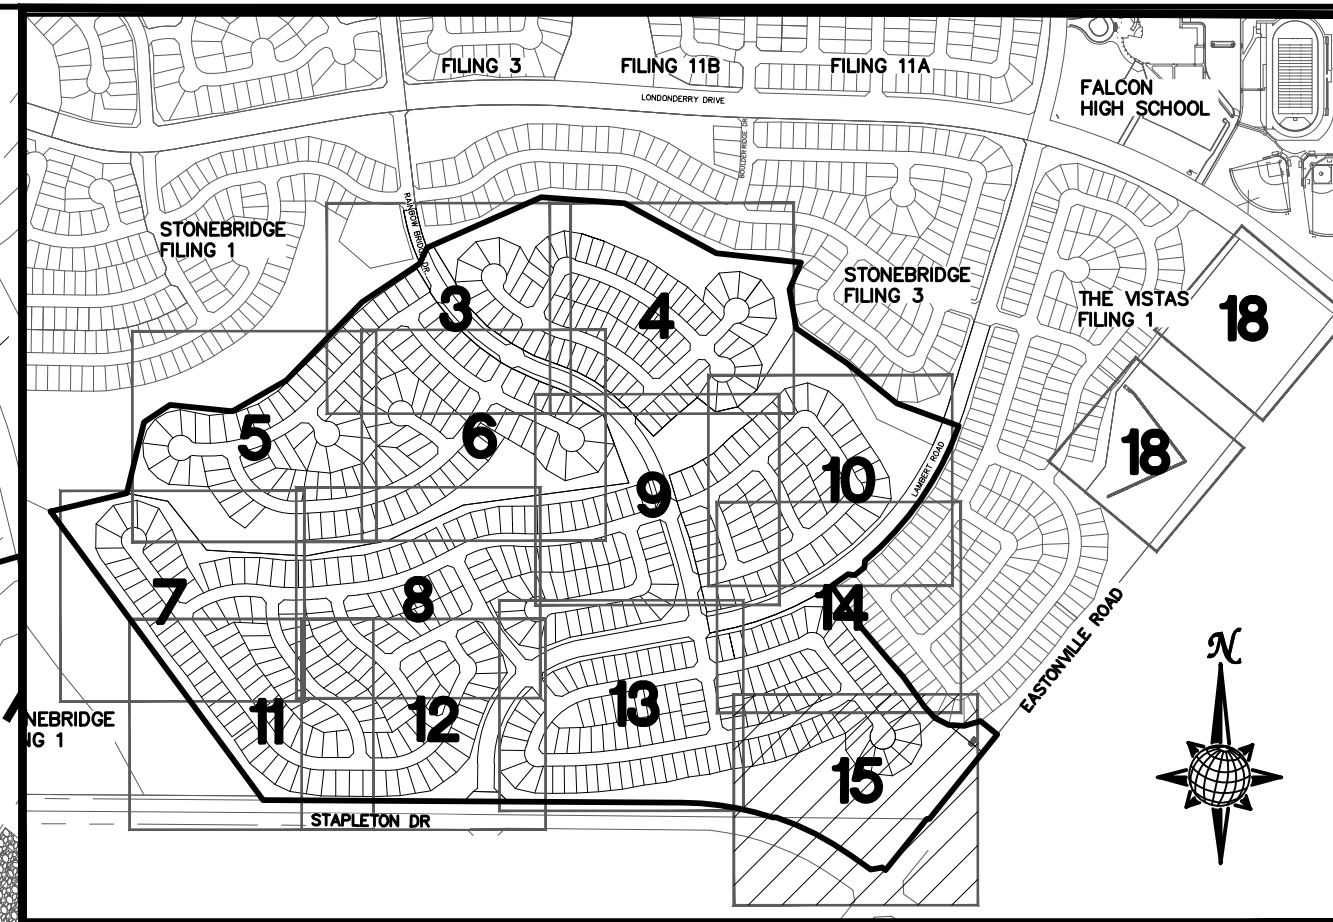 FILING 3
FILING 11B
FILING 11A
FALCON
HIGH SCHOOL
LONDONDERRY DRIVE
BOULDER RIDGE DR
RAINBOW BRIDGE DR.
STONEBRIDGE
FILING 1
STONEBRIDGE
FILING 3
THE VISTAS
FILING 1
3
4
18
5
6
18
9
10
LAMBERT ROAD
7
8
14
EASTONVILLE ROAD
N
11
12
13
15
NEBRIDGE
NG 1
STAPLETON DR